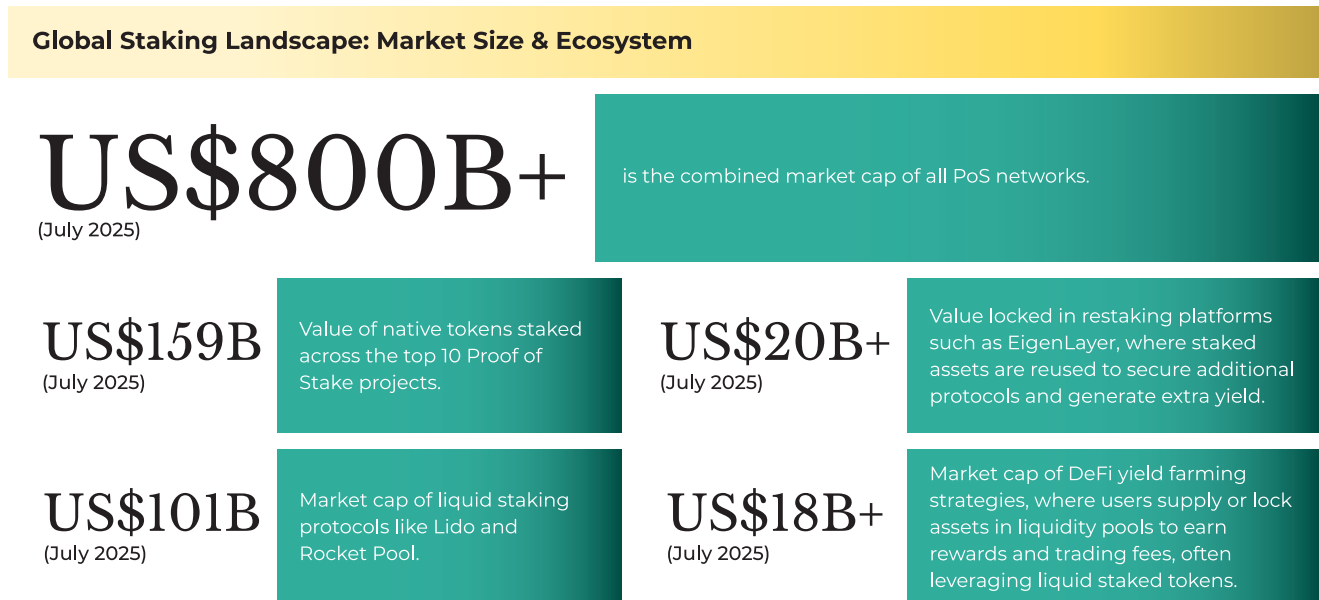 Global Staking Landscape: Market Size & Ecosystem
US$800B+
(July 2025)
is the combined market cap of all PoS networks.
US$159B
(July 2025)
Value of native tokens staked
across the top 10 Proof of
Stake projects.
US$20B+
(July 2025)
Value locked in restaking platforms
such as EigenLayer, where staked
assets are reused to secure additional
protocols and generate extra yield.
US$101B
(July 2025)
Market cap of liquid staking
protocols like Lido and
Rocket Pool.
US$18B+
(July 2025)
Market cap of DeFi yield farming
strategies, where users supply or lock
assets in liquidity pools to earn
rewards and trading fees, often
leveraging liquid staked tokens.